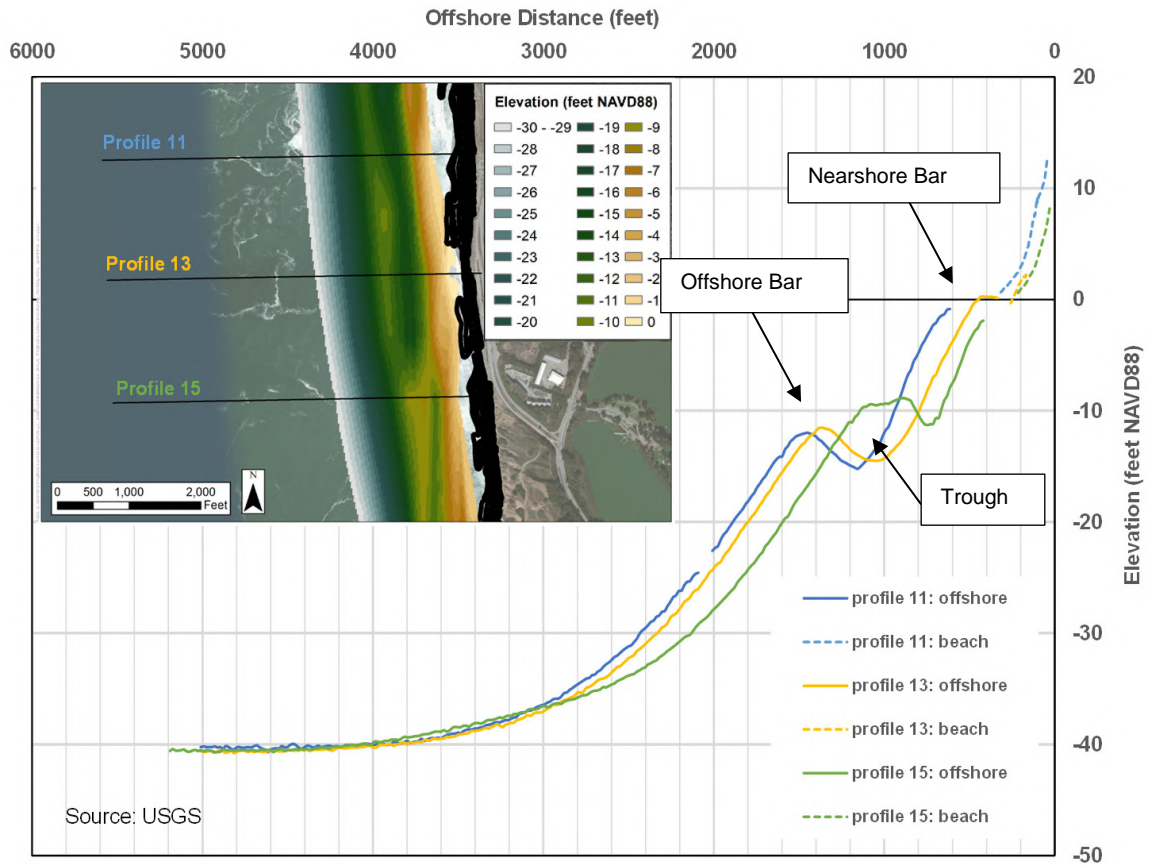 Offshore Distance (feet)
6000 5000 4000 3000 2000 1000 0
20
10
0
-10
-20
-30
-40
-50
Elevation (feet NAVD88)
Profile 11
Profile 13
Profile 15
0 500 1,000 2,000
Feet
N
Elevation (feet NAVD88)
-30 - -29 -19 -9
-28 -18 -8
-27 -17 -7
-26 -16 -6
-25 -15 -5
-24 -14 -4
-23 -13 -3
-22 -12 -2
-21 -11 -1
-20 -10 0
Nearshore Bar
Offshore Bar
Trough
profile 11: offshore
profile 11: beach
profile 13: offshore
profile 13: beach
profile 15: offshore
profile 15: beach
Source: USGS